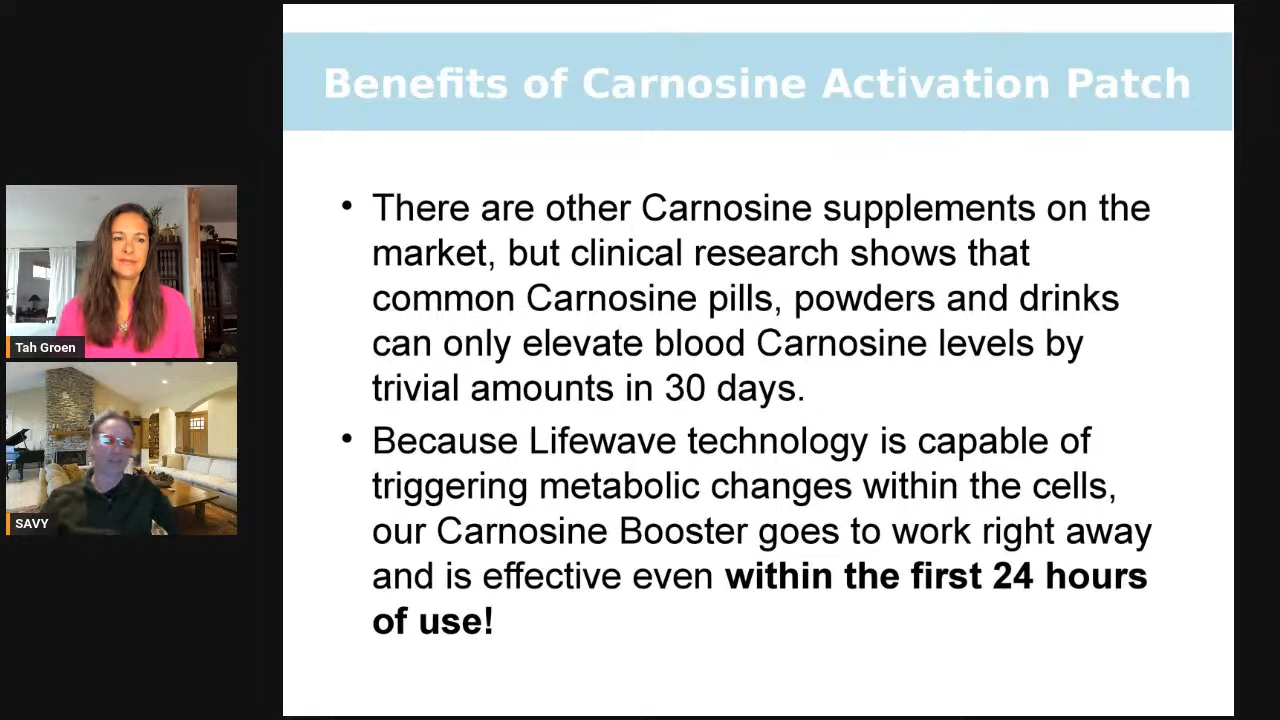 Benefits of Carnosine Activation Patch
• There are other Carnosine supplements on the
market, but clinical research shows that
common Carnosine pills, powders and drinks
can only elevate blood Carnosine levels by
trivial amounts in 30 days.
• Because Lifewave technology is capable of
triggering metabolic changes within the cells,
our Carnosine Booster goes to work right away
and is effective even within the first 24 hours
of use!
Tah Groen
SAVY